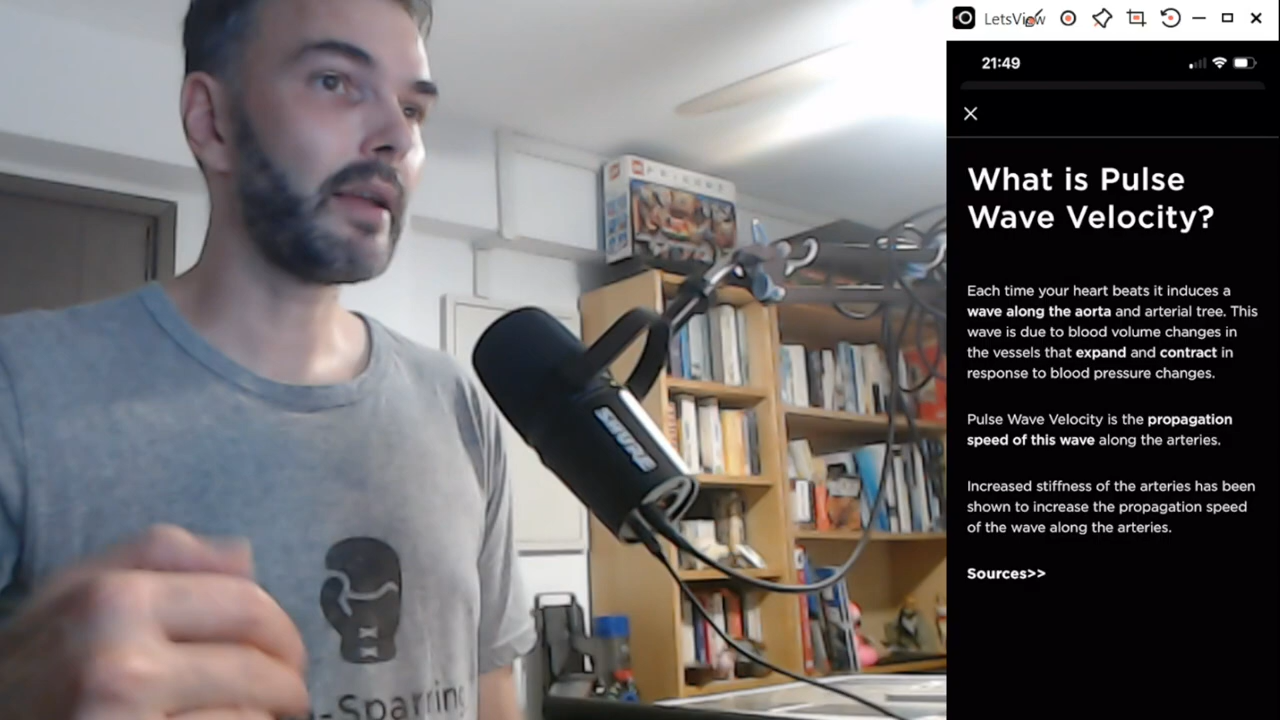 LetsView
21:49
What is Pulse
Wave Velocity?
Each time your heart beats it induces a
wave along the aorta and arterial tree. This
wave is due to blood volume changes in
the vessels that expand and contract in
response to blood pressure changes.
Pulse Wave Velocity is the propagation
speed of this wave along the arteries.
Increased stiffness of the arteries has been
shown to increase the propagation speed
of the wave along the arteries.
Sources>>
SHURE
-Sparring